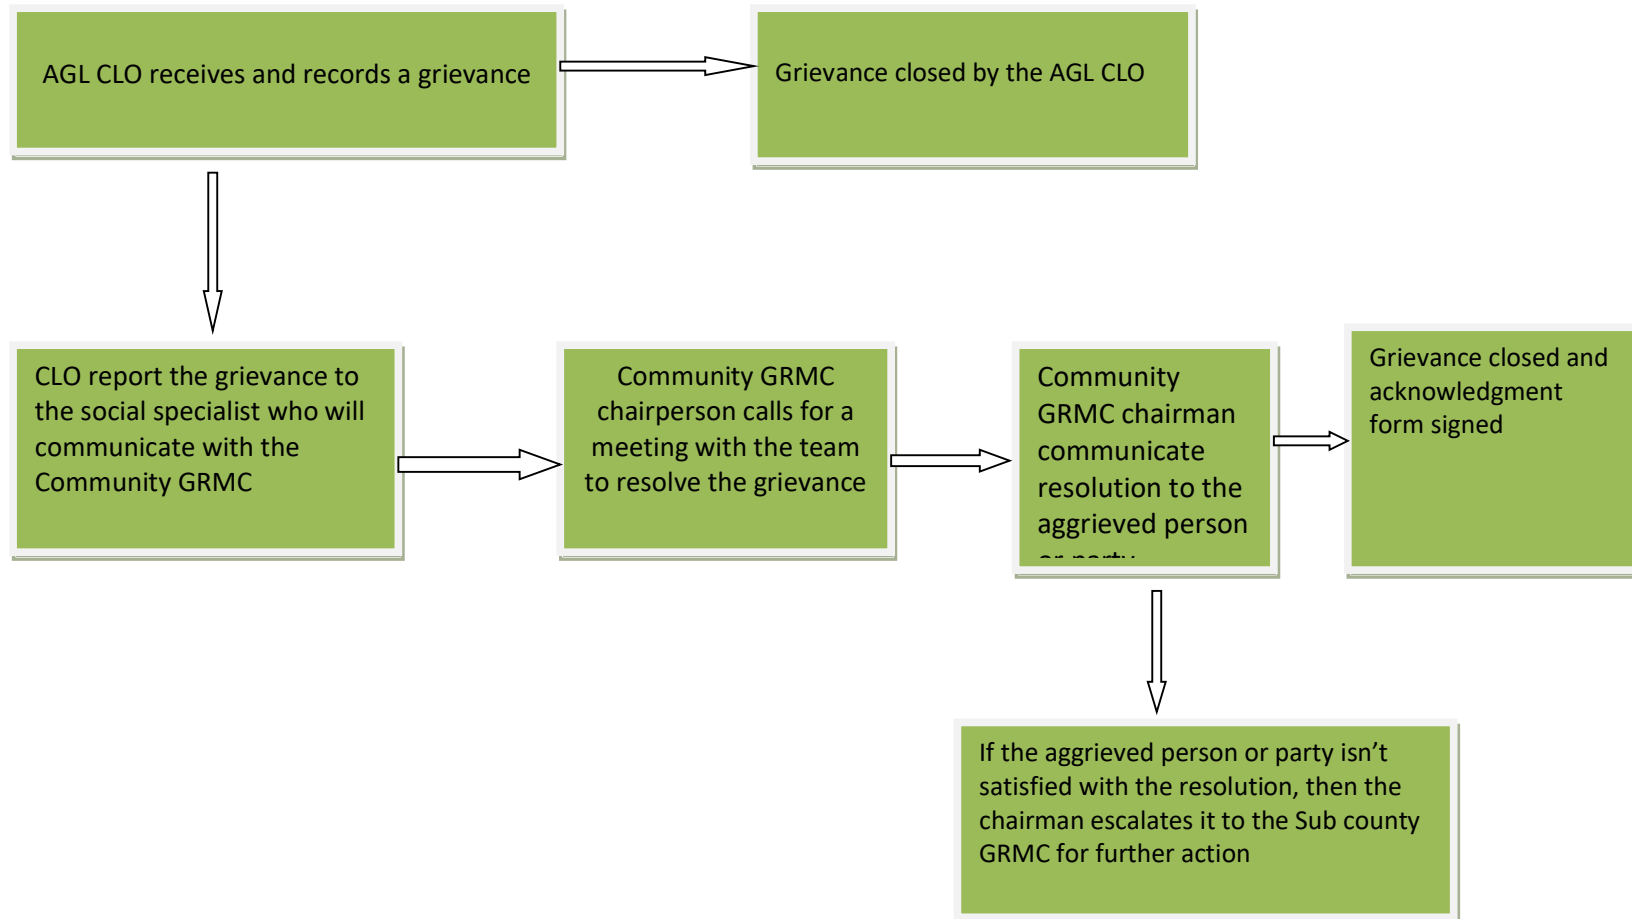 AGL CLO receives and records a grievance
Grievance closed by the AGL CLO
CLO report the grievance to
the social specialist who will
communicate with the
Community GRMC
Community GRMC
chairperson calls for a
meeting with the team
to resolve the grievance
Community
GRMC chairman
communicate
resolution to the
aggrieved person
or party
Grievance closed and
acknowledgment
form signed
If the aggrieved person or party isn’t
satisfied with the resolution, then the
chairman escalates it to the Sub county
GRMC for further action